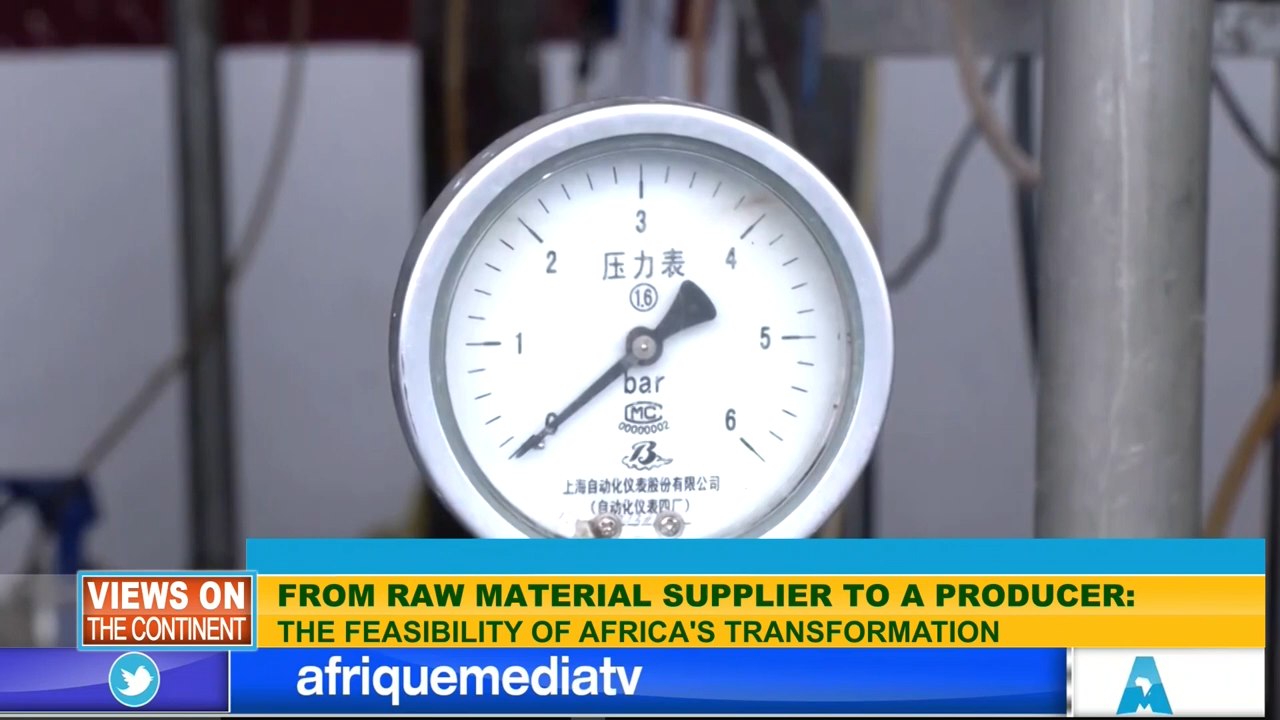 3
2
4
压力表
1.6
1
5
bar
MC
00000002
0
6
B
上海自动化仪表股份有限公司
(自动化仪表四厂)
VIEWS ON
THE CONTINENT
FROM RAW MATERIAL SUPPLIER TO A PRODUCER:
THE FEASIBILITY OF AFRICA'S TRANSFORMATION
afriquemediatv